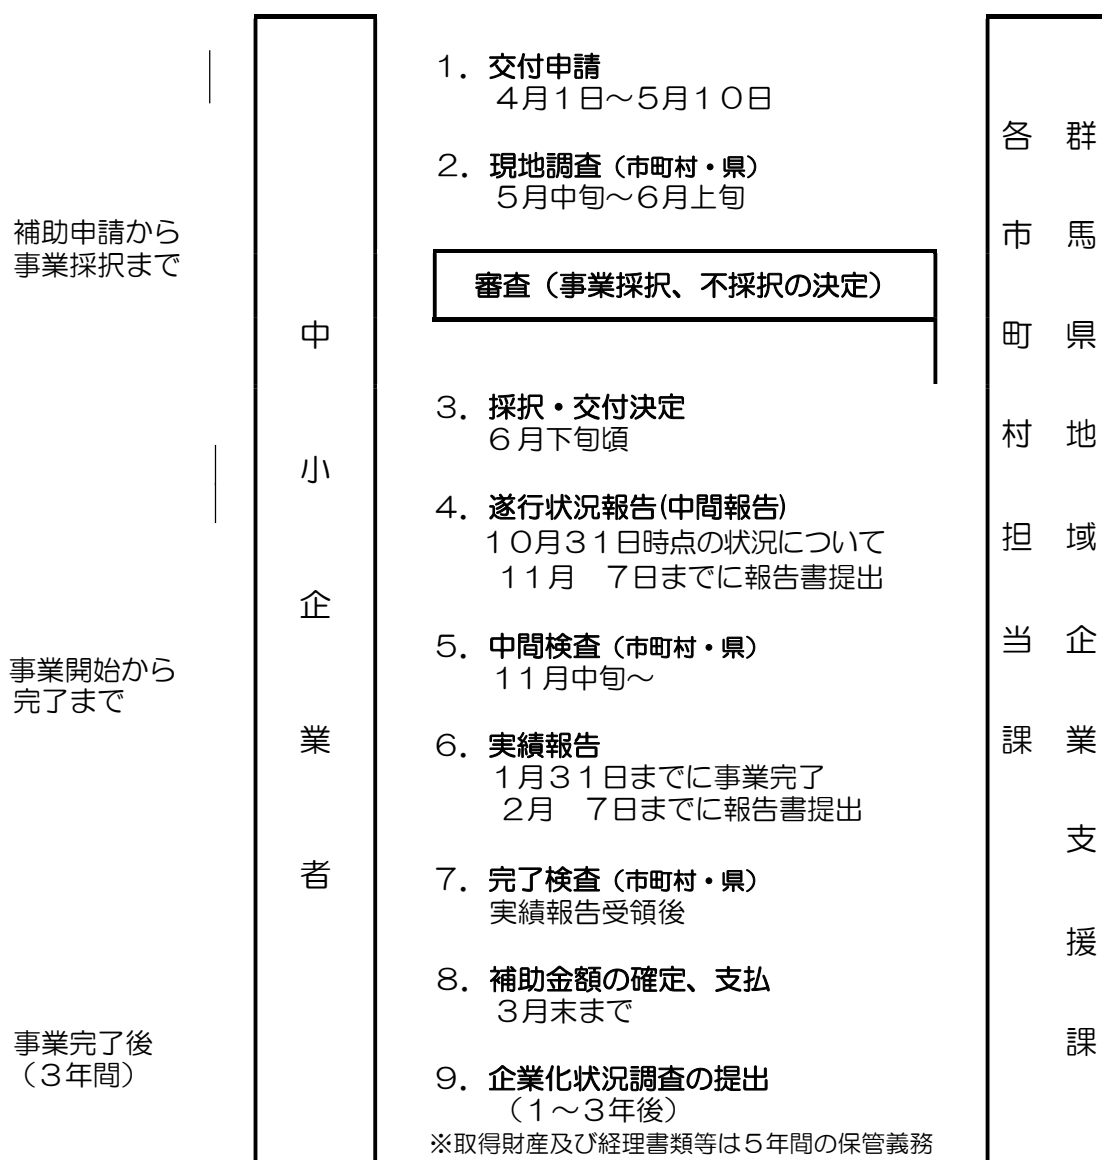 補助申請から
事業採択まで
事業開始から
完了まで
事業完了後
（３年間）
中小企業者
１．交付申請
４月１日～５月１０日
２．現地調査（市町村・県）
５月中旬～６月上旬
審査（事業採択、不採択の決定）
３．採択・交付決定
６月下旬頃
４．遂行状況報告(中間報告)
１０月３１日時点の状況について
１１月　７日までに報告書提出
５．中間検査（市町村・県）
１１月中旬～
６．実績報告
１月３１日までに事業完了
２月　７日までに報告書提出
７．完了検査（市町村・県）
実績報告受領後
８．補助金額の確定、支払
３月末まで
９．企業化状況調査の提出
（１～３年後）
※取得財産及び経理書類等は５年間の保管義務
群馬県地域企業支援課
各市町村担当課